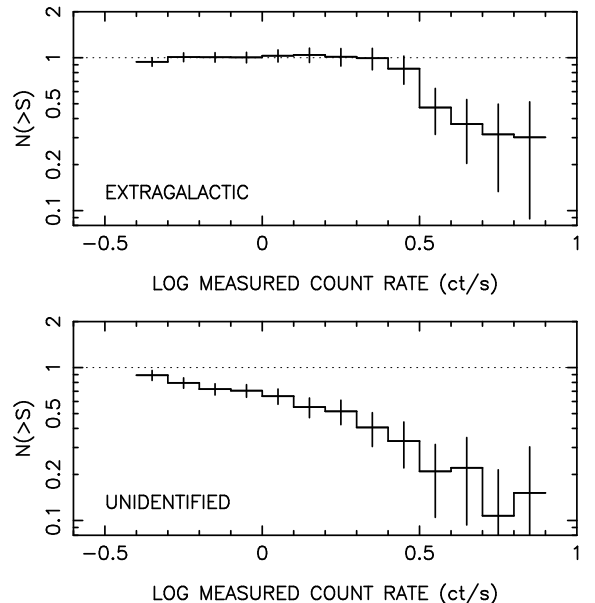 2
1
0.5
0.2
0.1
N(>S)
EXTRAGALACTIC
−0.5 0 0.5 1
LOG MEASURED COUNT RATE (ct/s)
2
1
0.5
0.2
0.1
N(>S)
UNIDENTIFIED
−0.5 0 0.5 1
LOG MEASURED COUNT RATE (ct/s)